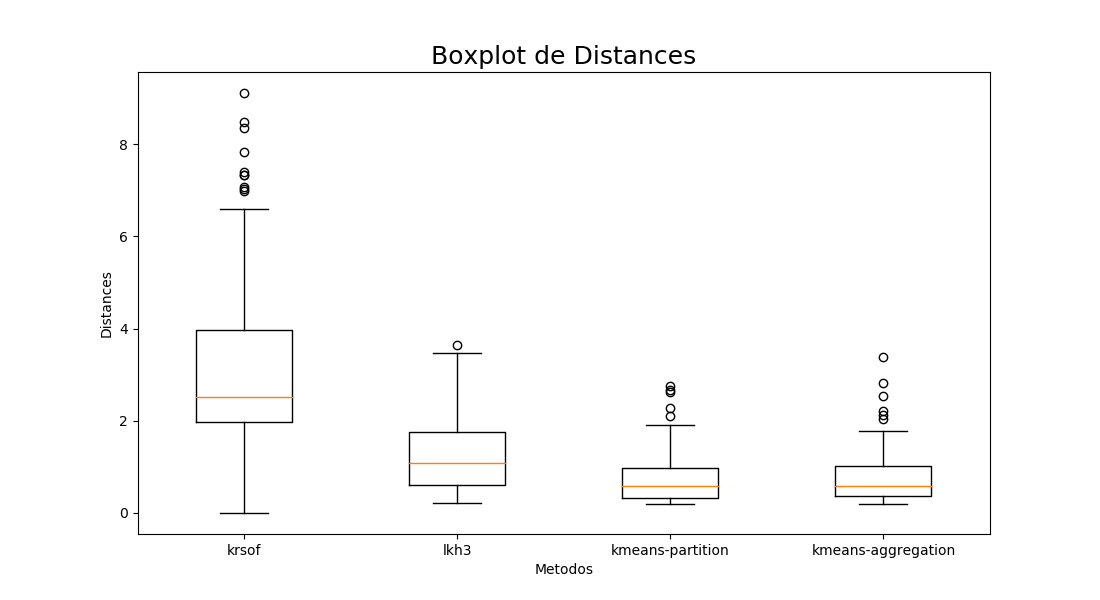 Boxplot de Distances
Distances
8
6
4
2
0
krsof
lkh3
kmeans-partition
kmeans-aggregation
Metodos